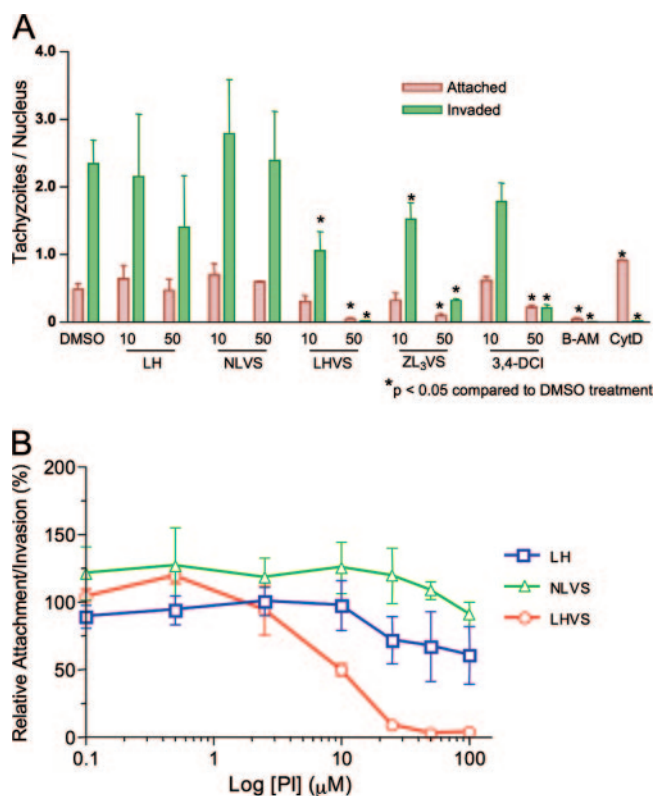 A
Tachyzoites / Nucleus
4.0
3.0
2.0
1.0
0
Attached
Invaded
* * * * * * * * * * * *
DMSO 10 50 10 50 10 50 10 50 10 50 B-AM CytD
LH NLVS LHVS ZL3VS 3,4-DCI
*p < 0.05 compared to DMSO treatment
B
Relative Attachment/Invasion (%)
200
150
100
50
0
0.1 1 10 100
Log [PI] (μM)
LH
NLVS
LHVS